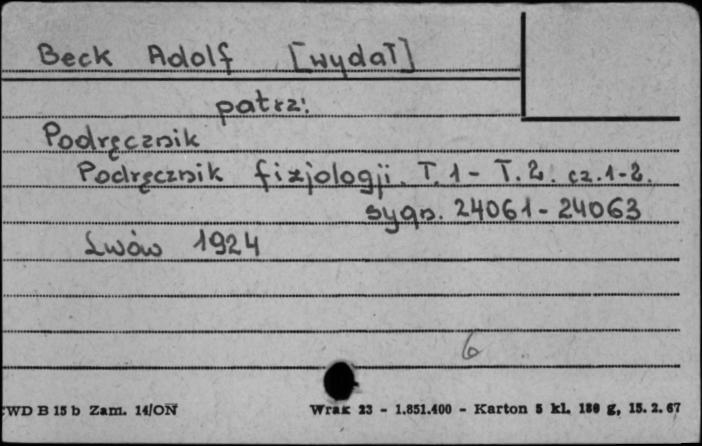 Beck Adolf [wydał]
patrz:
Podręcznik
Podręcznik fizjologji. T.1 - T.2. cz.1-2.
sygn. 24061 - 24063
Lwów 1924
6
WD B 15 b Zam. 14/ON Wrak 23 - 1.851.400 - Karton 5 kl. 180 g, 15. 2. 67